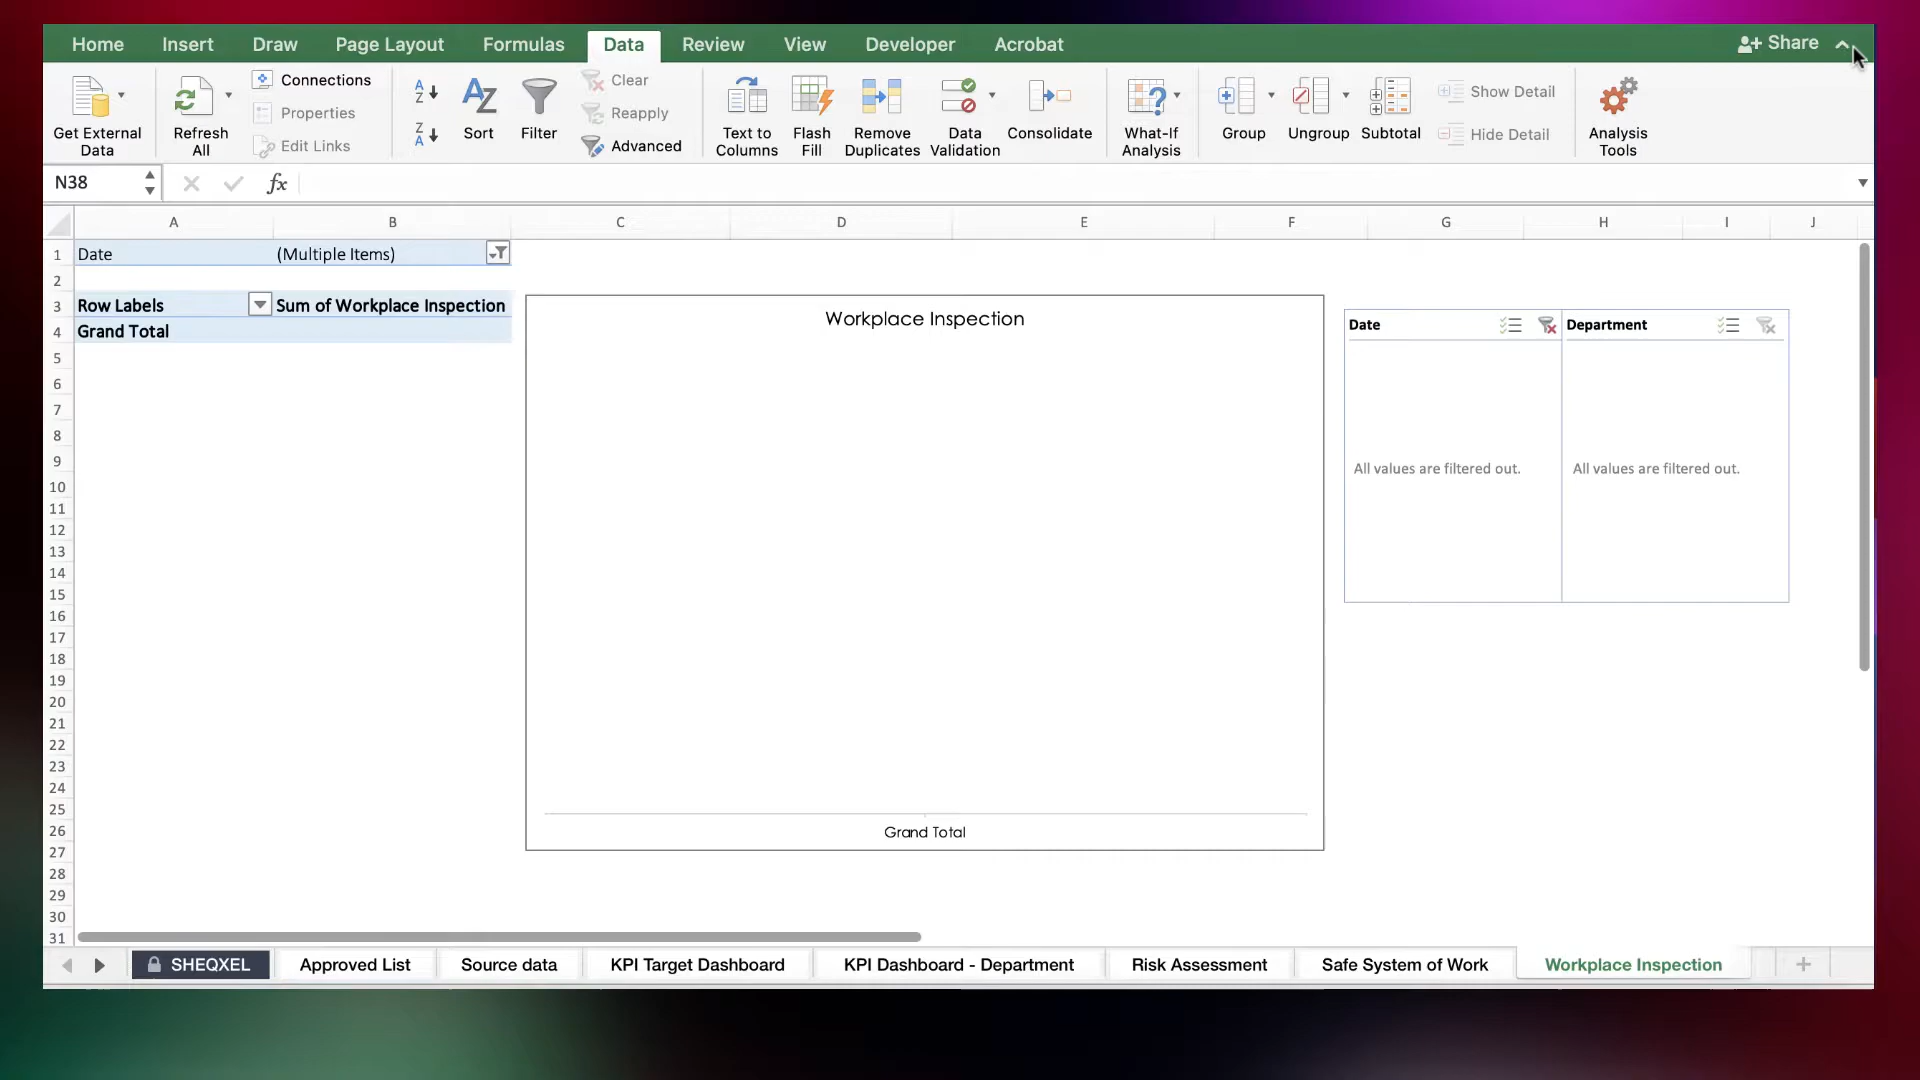 Home Insert Draw Page Layout Formulas Data Review View Developer Acrobat Share
Get External Data
Refresh All
Connections
Properties
Edit Links
Sort
Filter
Clear
Reapply
Advanced
Text to Columns
Flash Fill
Remove Duplicates
Data Validation
Consolidate
What-If Analysis
Group
Ungroup
Subtotal
Show Detail
Hide Detail
Analysis Tools
N38 fx
A B C D E F G H I J
1 Date (Multiple Items)
2
3 Row Labels Sum of Workplace Inspection
4 Grand Total
5
6
7
8
9
10
11
12
13
14
15
16
17
18
19
20
21
22
23
24
25
26
27
28
29
30
31
Workplace Inspection
Grand Total
Date
All values are filtered out.
Department
All values are filtered out.
SHEQXEL Approved List Source data KPI Target Dashboard KPI Dashboard - Department Risk Assessment Safe System of Work Workplace Inspection